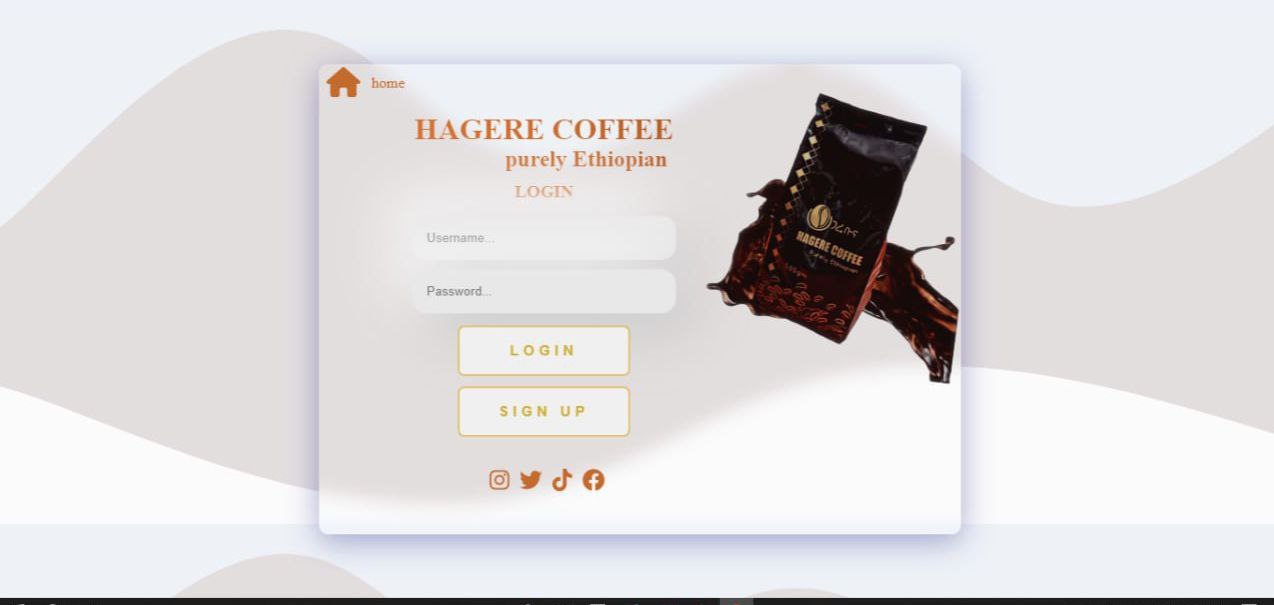 home
HAGERE COFFEE
purely Ethiopian
LOGIN
Username...
Password...
LOGIN
SIGN UP
HAGERE COFFEE
Purely Ethiopian